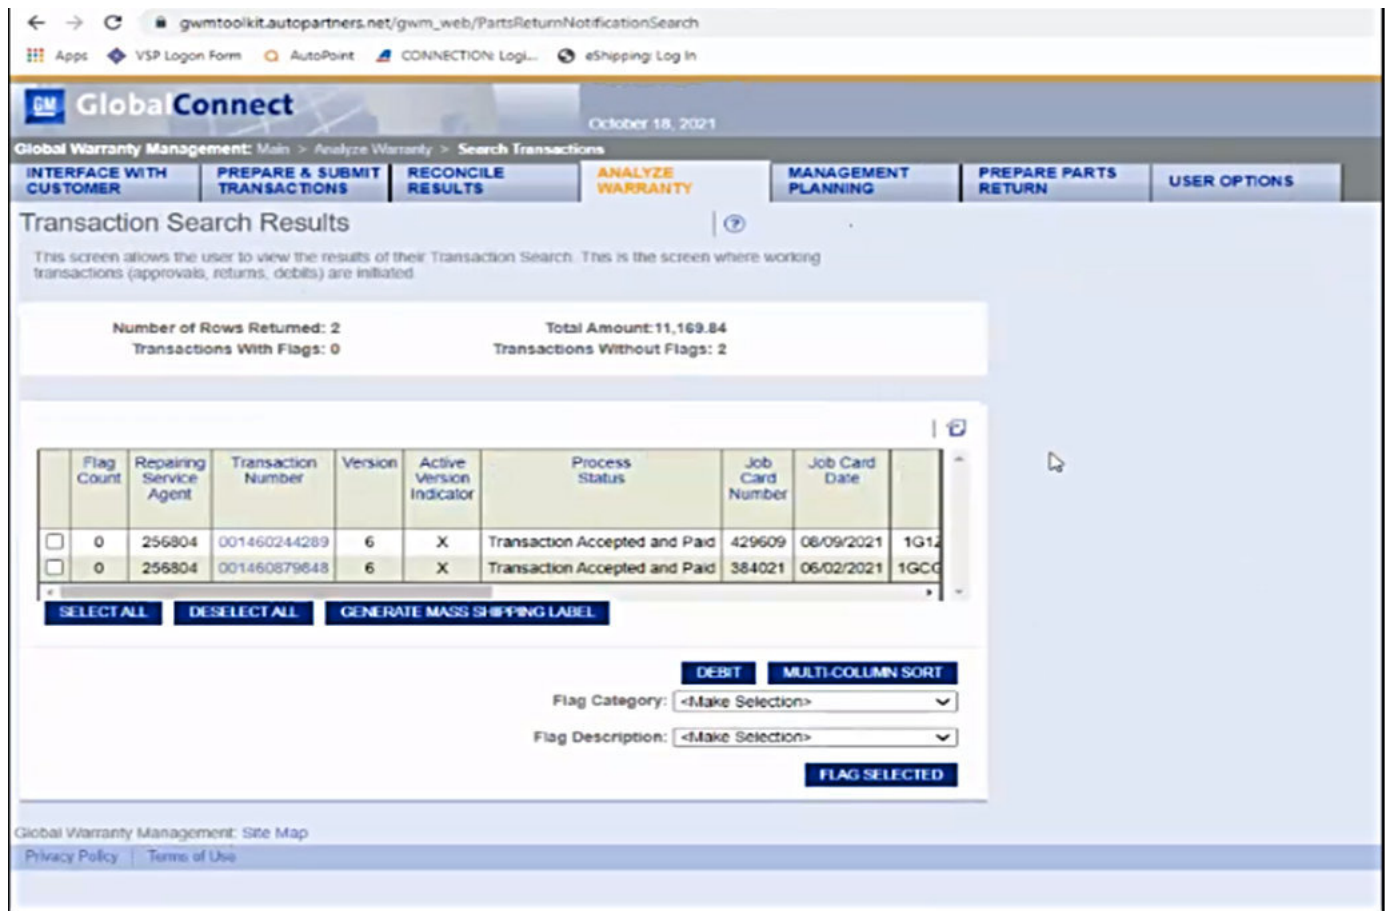 gwmtoolkit.autopartners.net/gwm_web/PartsReturnNotificationSearch
Apps VSP Logon Form AutoPoint CONNECTION: Logi... eShipping: Log In
GM GlobalConnect
October 18, 2021
Global Warranty Management: Main > Analyze Warranty > Search Transactions
INTERFACE WITH CUSTOMER PREPARE & SUBMIT TRANSACTIONS RECONCILE RESULTS ANALYZE WARRANTY MANAGEMENT PLANNING PREPARE PARTS RETURN USER OPTIONS
Transaction Search Results
This screen allows the user to view the results of their Transaction Search. This is the screen where working
transactions (approvals, returns, debits) are initiated
Number of Rows Returned: 2 Total Amount:11,169.84
Transactions With Flags: 0 Transactions Without Flags: 2
Flag Count Repairing Service Agent Transaction Number Version Active Version Indicator Process Status Job Card Number Job Card Date
0 256804 001460244289 6 X Transaction Accepted and Paid 429609 08/09/2021 1G1Z
0 256804 001460879848 6 X Transaction Accepted and Paid 384021 06/02/2021 1GCG
SELECT ALL DESELECT ALL GENERATE MASS SHIPPING LABEL
DEBIT MULTI-COLUMN SORT
Flag Category: <Make Selection>
Flag Description: <Make Selection>
FLAG SELECTED
Global Warranty Management: Site Map
Privacy Policy | Terms of Use